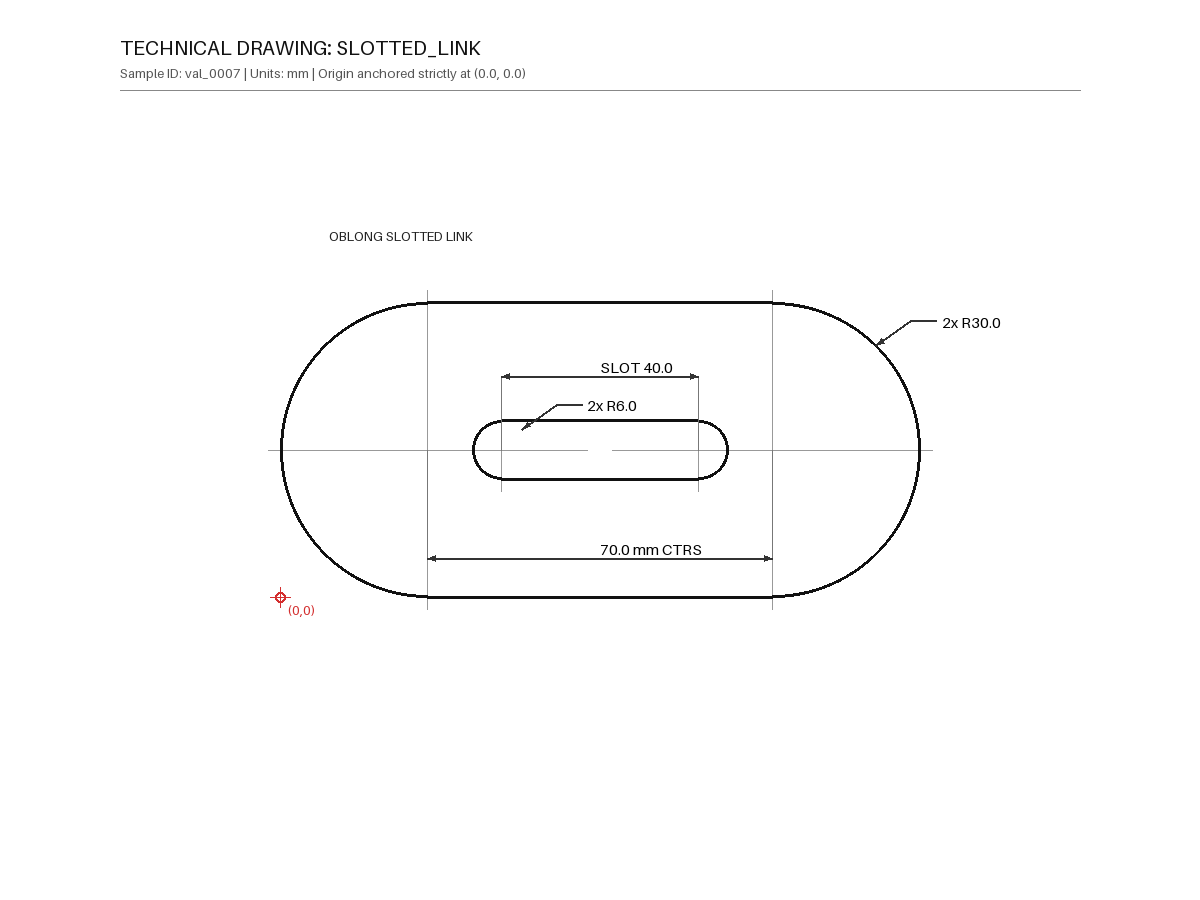 TECHNICAL DRAWING: SLOTTED_LINK
Sample ID: val_0007 | Units: mm | Origin anchored strictly at (0.0, 0.0)
OBLONG SLOTTED LINK
2x R30.0
SLOT 40.0
2x R6.0
70.0 mm CTRS
(0,0)